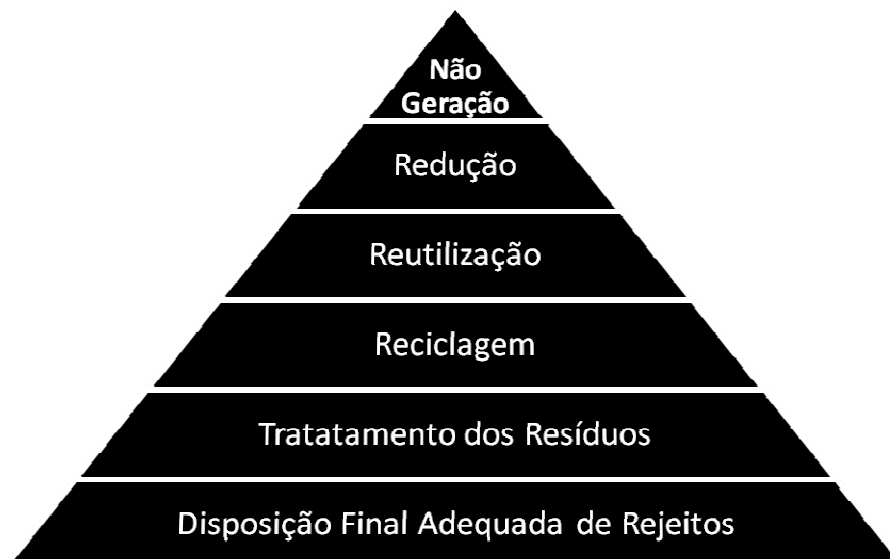 Não
Geração
Redução
Reutilização
Reciclagem
Tratatamento dos Resíduos
Disposição Final Adequada de Rejeitos